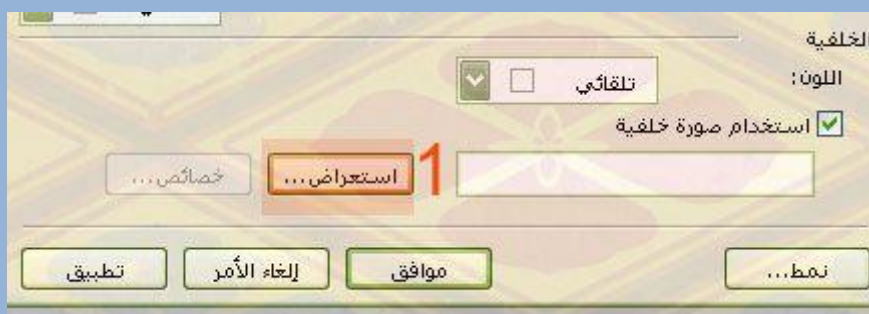 الخلفية
اللون: تلقائي
استخدام صورة خلفية
1 استعراض... خصائص...
نمط... موافق إلغاء الأمر تطبيق